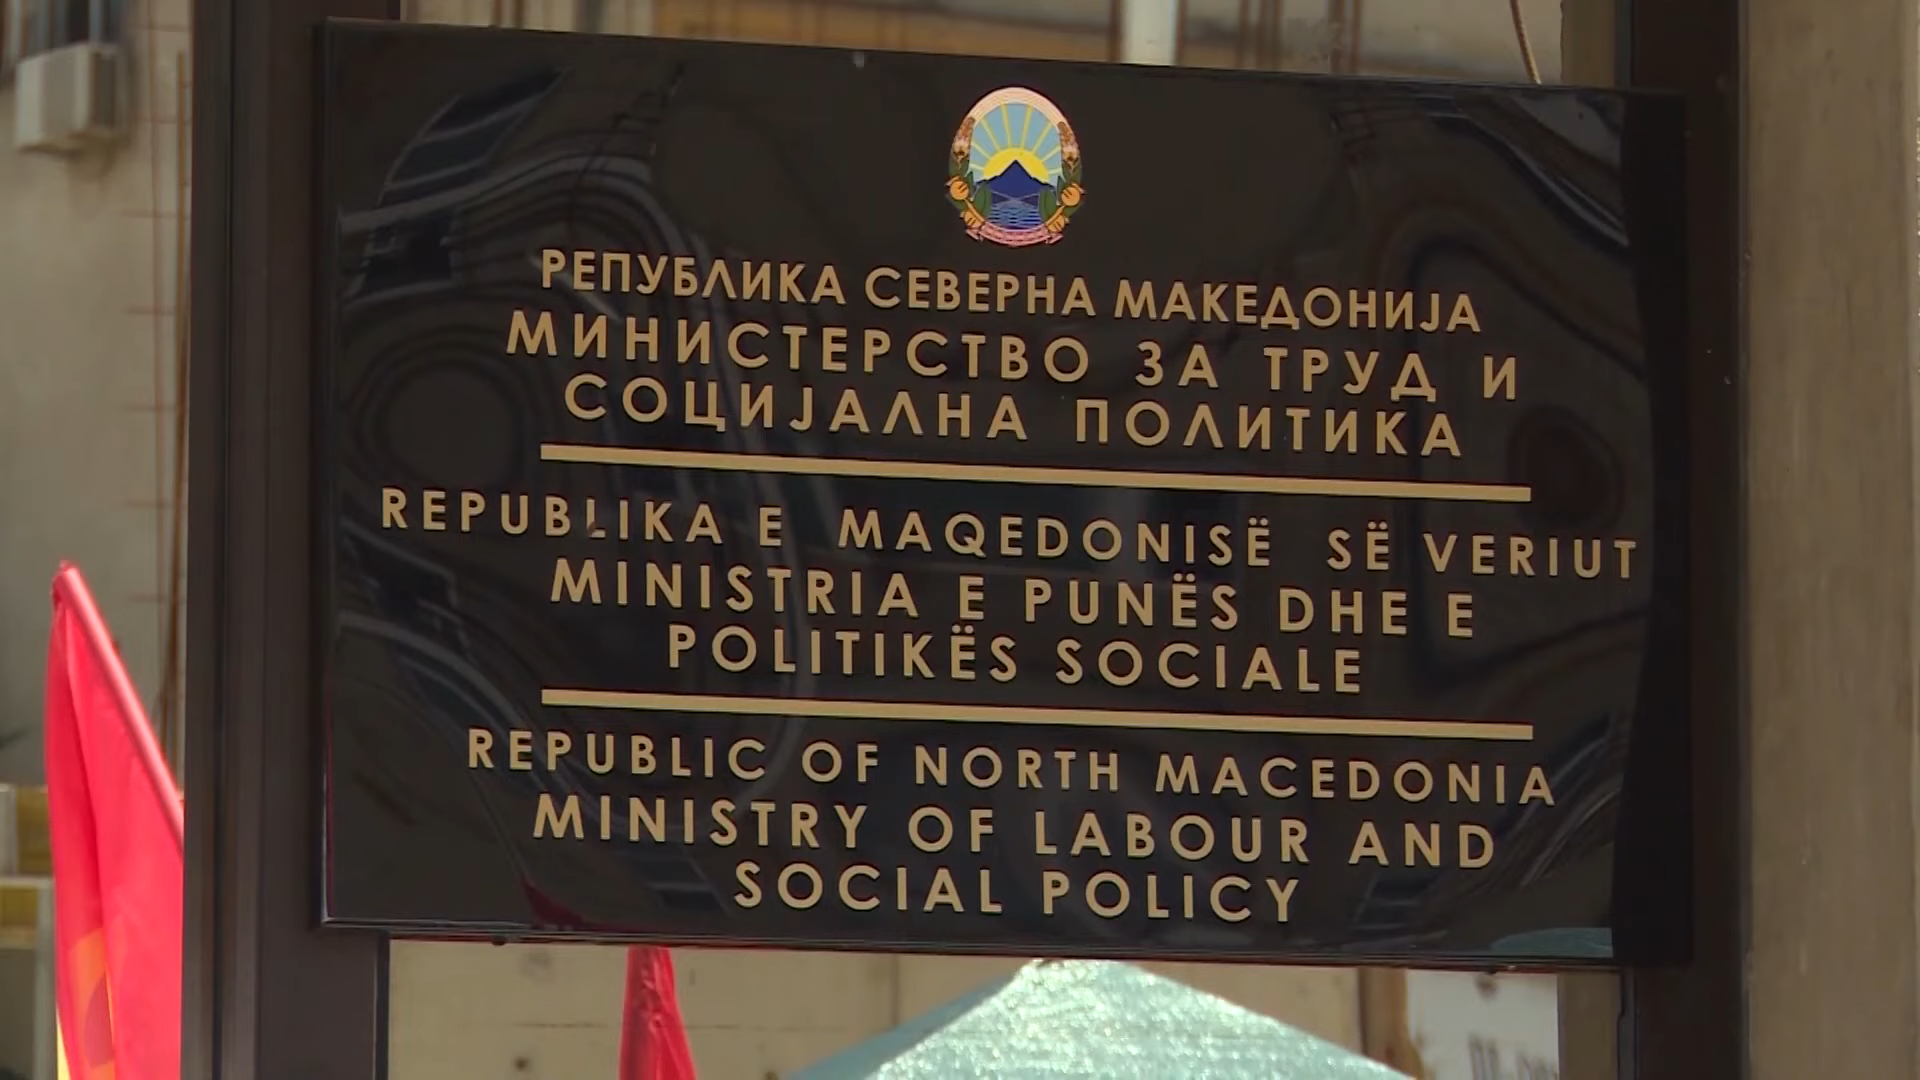 РЕПУБЛИКА СЕВЕРНА МАКЕДОНИЈА
МИНИСТЕРСТВО ЗА ТРУД И
СОЦИЈАЛНА ПОЛИТИКА
REPUBLIKA E MAQEDONISË SË VERIUT
MINISTRIA E PUNËS DHE E
POLITIKËS SOCIALE
REPUBLIC OF NORTH MACEDONIA
MINISTRY OF LABOUR AND
SOCIAL POLICY